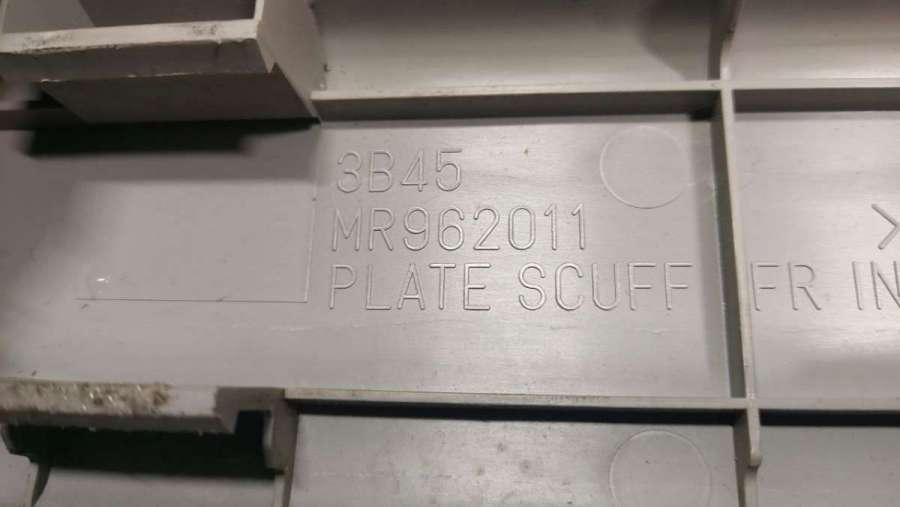 3B45
MR962011
PLATE SCUFF FR IN
>